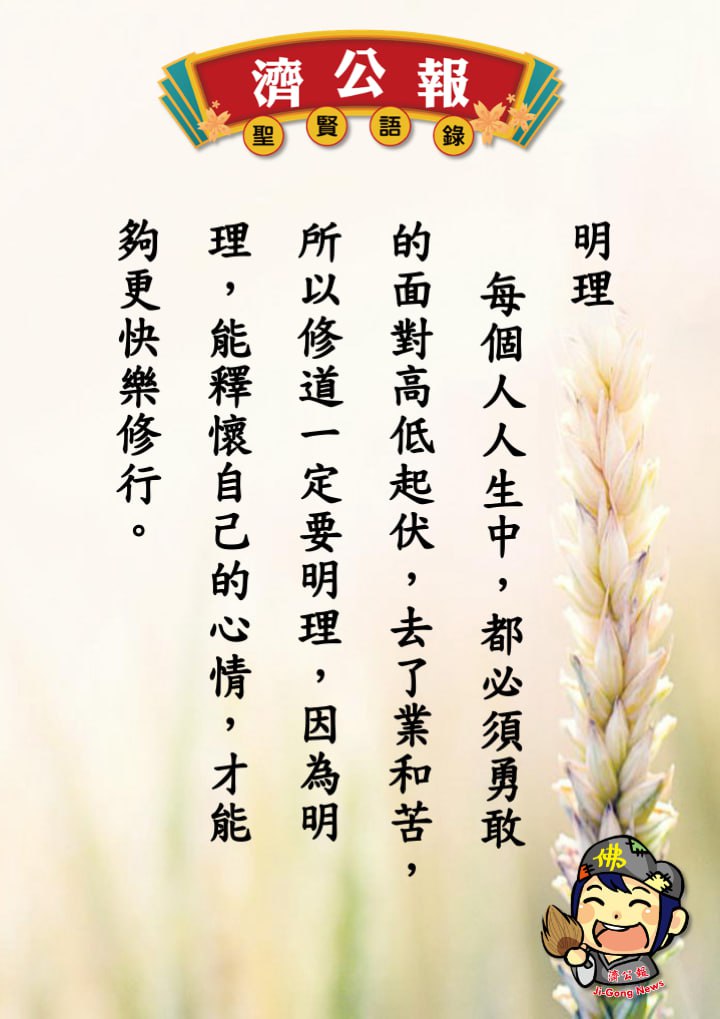 濟公報
聖賢語錄
明理
每個人人生中，都必須勇敢
的面對高低起伏，去了業和苦，
所以修道一定要明理，因為明
理，能釋懷自己的心情，才能
夠更快樂修行。
佛
濟公報
Ji-Gong News